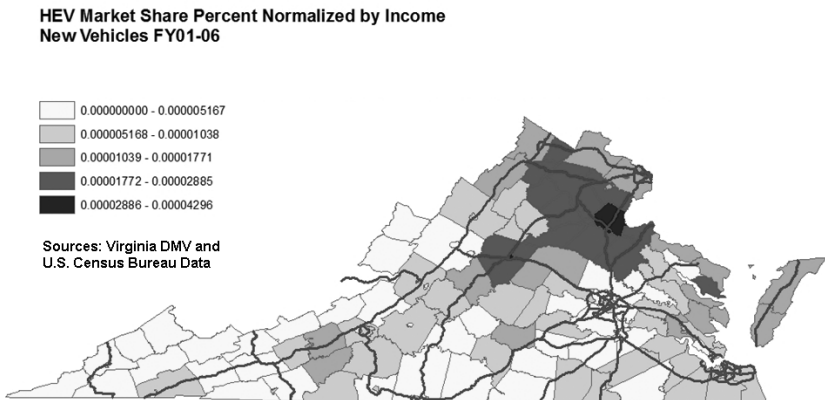 HEV Market Share Percent Normalized by Income
New Vehicles FY01-06
0.000000000 - 0.000005167
0.000005168 - 0.00001038
0.00001039 - 0.00001771
0.00001772 - 0.00002885
0.00002886 - 0.00004296
Sources: Virginia DMV and
U.S. Census Bureau Data